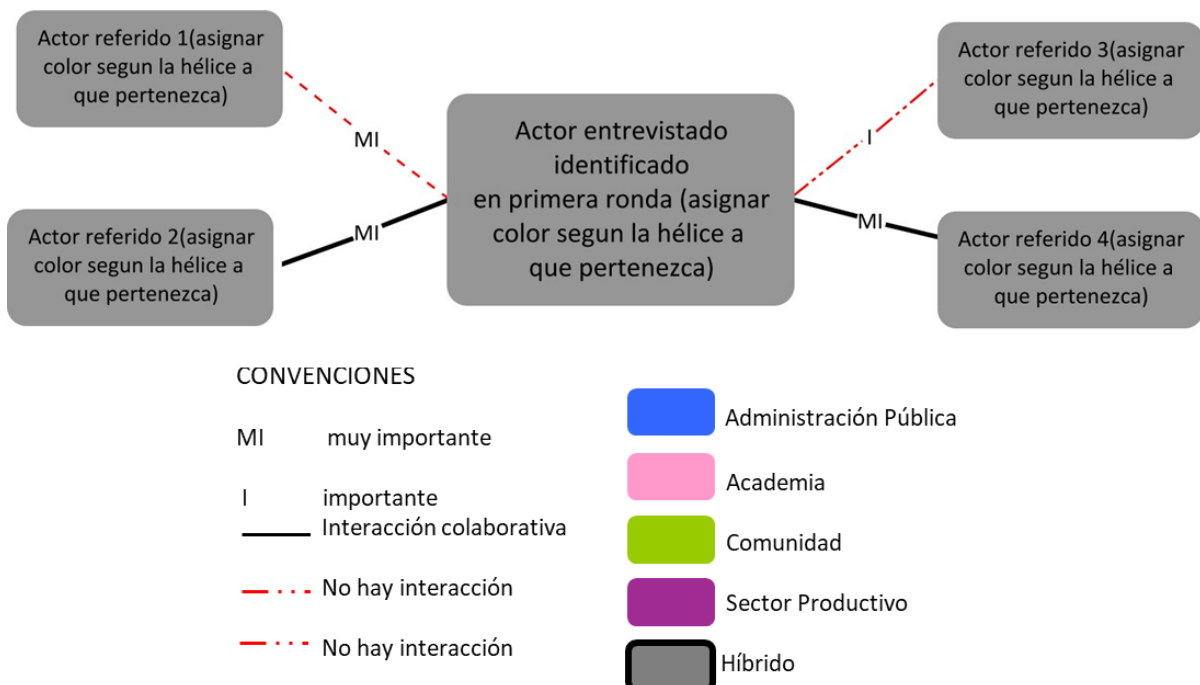 Actor referido 1(asignar
color segun la hélice a
que pertenezca)
Actor referido 2(asignar
color segun la hélice a
que pertenezca)
MI
MI
Actor entrevistado
identificado
en primera ronda (asignar
color segun la hélice a
que pertenezca)
I
MI
Actor referido 3(asignar
color segun la hélice a
que pertenezca)
Actor referido 4(asignar
color segun la hélice a
que pertenezca)
CONVENCIONES
MI muy importante
I importante
Interacción colaborativa
No hay interacción
No hay interacción
Administración Pública
Academia
Comunidad
Sector Productivo
Híbrido